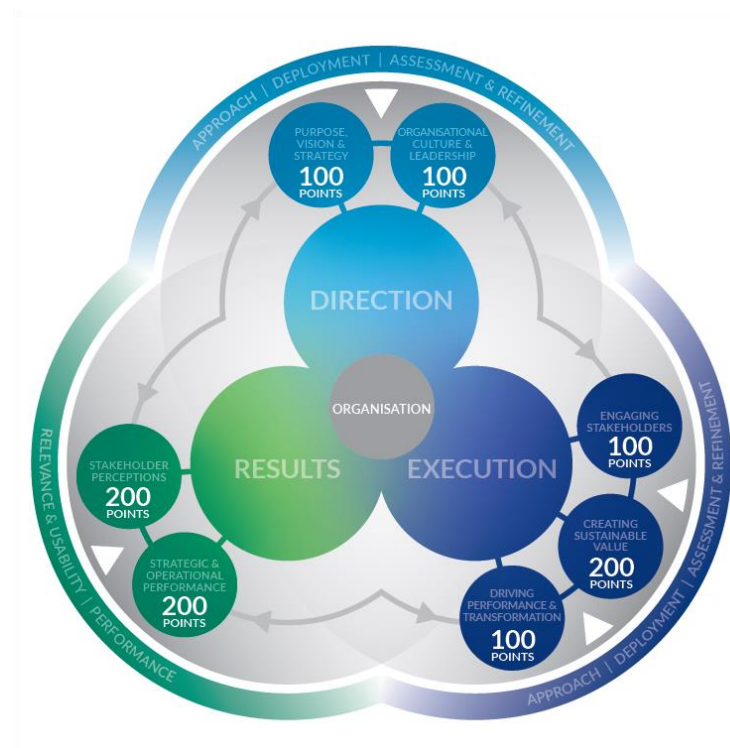 APPROACH | DEPLOYMENT | ASSESSMENT & REFINEMENT
PURPOSE,
VISION &
STRATEGY
100
POINTS
ORGANISATIONAL
CULTURE &
LEADERSHIP
100
POINTS
DIRECTION
ORGANISATION
RESULTS
EXECUTION
ENGAGING
STAKEHOLDERS
100
POINTS
CREATING
SUSTAINABLE
VALUE
200
POINTS
DRIVING
PERFORMANCE &
TRANSFORMATION
100
POINTS
APPROACH | DEPLOYMENT | ASSESSMENT & REFINEMENT
STAKEHOLDER
PERCEPTIONS
200
POINTS
STRATEGIC &
OPERATIONAL
PERFORMANCE
200
POINTS
RELEVANCE & USABILITY | PERFORMANCE